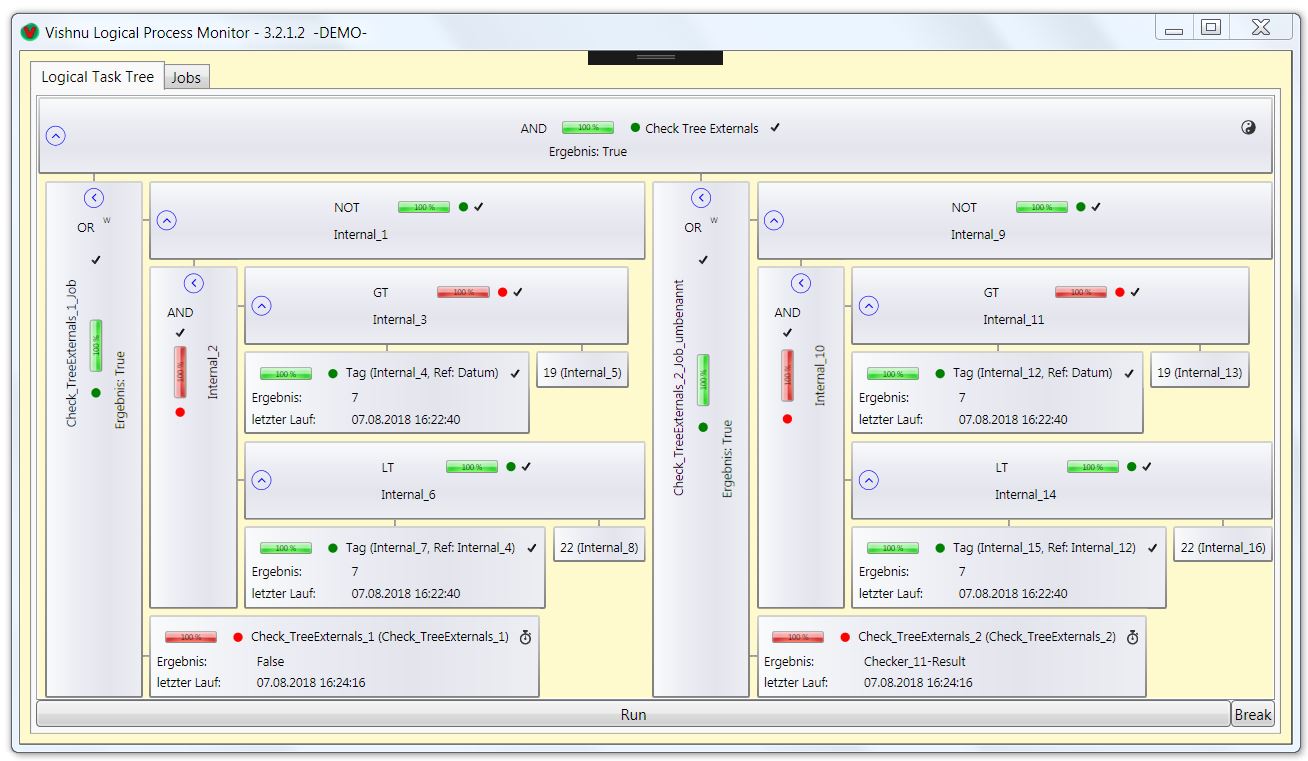 Vishnu Logical Process Monitor - 3.2.1.2 -DEMO-
Logical Task Tree
Jobs
AND 100 % Check Tree Externals
Ergebnis: True
OR W
Check_TreeExternals_1_Job
100 %
Ergebnis: True
NOT 100 %
Internal_1
AND
100 %
Internal_2
GT 100 %
Internal_3
100 % Tag (Internal_4, Ref: Datum)
Ergebnis: 7
letzter Lauf: 07.08.2018 16:22:40
19 (Internal_5)
LT 100 %
Internal_6
100 % Tag (Internal_7, Ref: Internal_4)
Ergebnis: 7
letzter Lauf: 07.08.2018 16:22:40
22 (Internal_8)
100 % Check_TreeExternals_1 (Check_TreeExternals_1)
Ergebnis: False
letzter Lauf: 07.08.2018 16:24:16
OR W
Check_TreeExternals_2_Job_umbenannt
100 %
Ergebnis: True
NOT 100 %
Internal_9
AND
100 %
Internal_10
GT 100 %
Internal_11
100 % Tag (Internal_12, Ref: Datum)
Ergebnis: 7
letzter Lauf: 07.08.2018 16:22:40
19 (Internal_13)
LT 100 %
Internal_14
100 % Tag (Internal_15, Ref: Internal_12)
Ergebnis: 7
letzter Lauf: 07.08.2018 16:22:40
22 (Internal_16)
100 % Check_TreeExternals_2 (Check_TreeExternals_2)
Ergebnis: Checker_11-Result
letzter Lauf: 07.08.2018 16:24:16
Run
Break